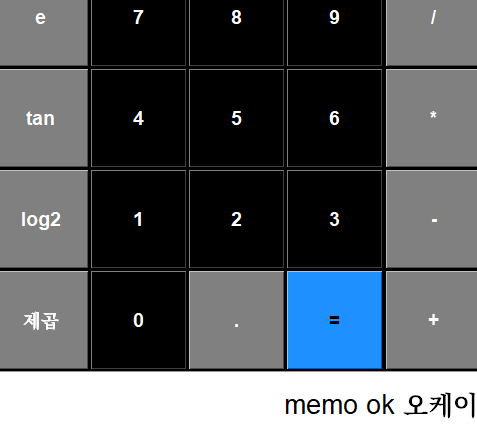 e 7 8 9 /
tan 4 5 6 *
log2 1 2 3 -
제곱 0 . = +
memo ok 오케이